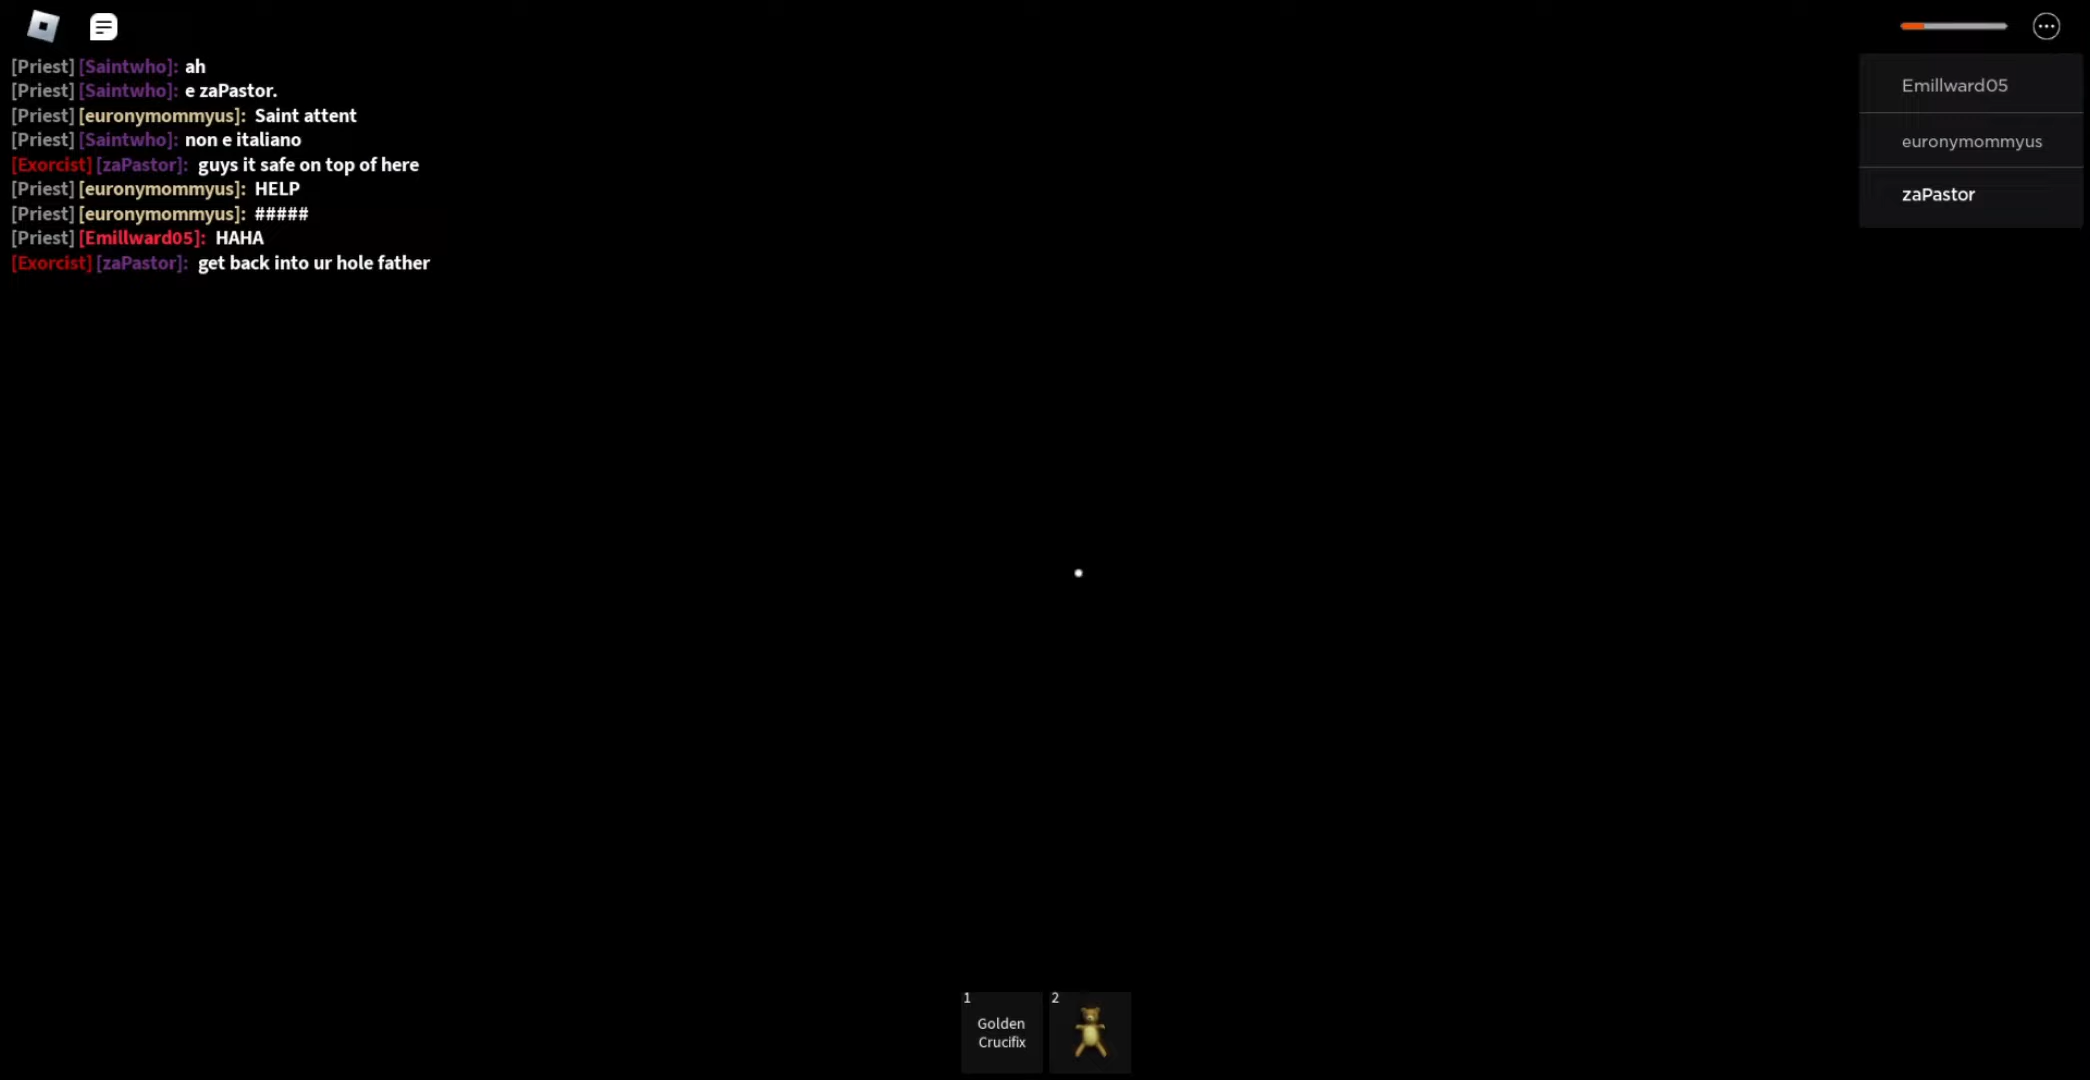 [Priest] [Saintwho]: ah
[Priest] [Saintwho]: e zaPastor.
[Priest] [euronymommyus]: Saint attent
[Priest] [Saintwho]: non e italiano
[Exorcist] [zaPastor]: guys it safe on top of here
[Priest] [euronymommyus]: HELP
[Priest] [euronymommyus]: #####
[Priest] [Emillward05]: HAHA
[Exorcist] [zaPastor]: get back into ur hole father
Emillward05
euronymommyus
zaPastor
1
Golden
Crucifix
2